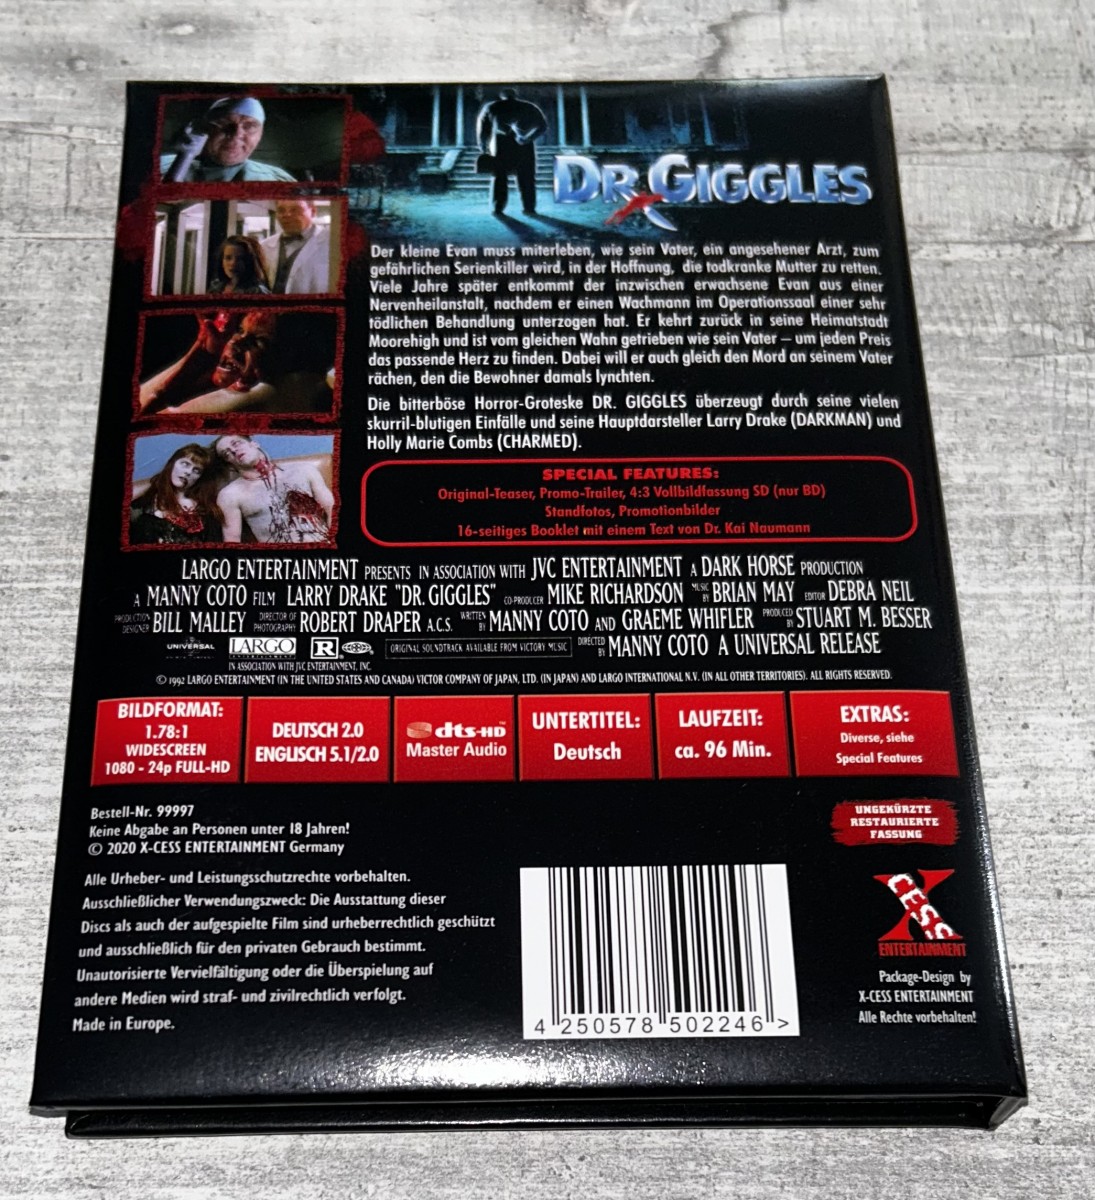 DR. GIGGLES
Der kleine Evan muss miterleben, wie sein Vater, ein angesehener Arzt, zum
gefährlichen Serienkiller wird, in der Hoffnung, die todkranke Mutter zu retten.
Viele Jahre später entkommt der inzwischen erwachsene Evan aus einer
Nervenheilanstalt, nachdem er einen Wachmann im Operationssaal einer sehr
tödlichen Behandlung unterzogen hat. Er kehrt zurück in seine Heimatstadt
Moorehigh und ist vom gleichen Wahn getrieben wie sein Vater – um jeden Preis
das passende Herz zu finden. Dabei will er auch gleich den Mord an seinem Vater
rächen, den die Bewohner damals lynchten.
Die bitterböse Horror-Groteske DR. GIGGLES überzeugt durch seine vielen
skurril-blutigen Einfälle und seine Hauptdarsteller Larry Drake (DARKMAN) und
Holly Marie Combs (CHARMED).
SPECIAL FEATURES:
Original-Teaser, Promo-Trailer, 4:3 Vollbildfassung SD (nur BD)
Standfotos, Promotionbilder
16-seitiges Booklet mit einem Text von Dr. Kai Naumann
LARGO ENTERTAINMENT PRESENTS IN ASSOCIATION WITH JVC ENTERTAINMENT A DARK HORSE PRODUCTION
A MANNY COTO FILM LARRY DRAKE "DR. GIGGLES" CO-PRODUCER MIKE RICHARDSON MUSIC BY BRIAN MAY EDITOR DEBRA NEIL
PRODUCTION DESIGNER BILL MALLEY DIRECTOR OF PHOTOGRAPHY ROBERT DRAPER A.C.S. WRITTEN BY MANNY COTO AND GRAEME WHIFLER PRODUCED BY STUART M. BESSER
UNIVERSAL LARGO ENTERTAINMENT R ORIGINAL SOUNDTRACK AVAILABLE FROM VICTORY MUSIC DIRECTED BY MANNY COTO A UNIVERSAL RELEASE
IN ASSOCIATION WITH JVC ENTERTAINMENT, INC.
© 1992 LARGO ENTERTAINMENT (IN THE UNITED STATES AND CANADA) VICTOR COMPANY OF JAPAN, LTD. (IN JAPAN) AND LARGO INTERNATIONAL N.V. (IN ALL OTHER TERRITORIES). ALL RIGHTS RESERVED.
BILDFORMAT:
1.78:1
WIDESCREEN
1080 - 24p FULL-HD
DEUTSCH 2.0
ENGLISCH 5.1/2.0
dts-HD™
Master Audio
UNTERTITEL:
Deutsch
LAUFZEIT:
ca. 96 Min.
EXTRAS:
Diverse, siehe
Special Features
Bestell-Nr. 99997
Keine Abgabe an Personen unter 18 Jahren!
© 2020 X-CESS ENTERTAINMENT Germany
Alle Urheber- und Leistungsschutzrechte vorbehalten.
Ausschließlicher Verwendungszweck: Die Ausstattung dieser
Discs als auch der aufgespielte Film sind urheberrechtlich geschützt
und ausschließlich für den privaten Gebrauch bestimmt.
Unautorisierte Vervielfältigung oder die Überspielung auf
andere Medien wird straf- und zivilrechtlich verfolgt.
Made in Europe.
4 250578 502246 >
UNGEKÜRZTE
RESTAURIERTE
FASSUNG
X CESS
ENTERTAINMENT
Package-Design by
X-CESS ENTERTAINMENT
Alle Rechte vorbehalten!